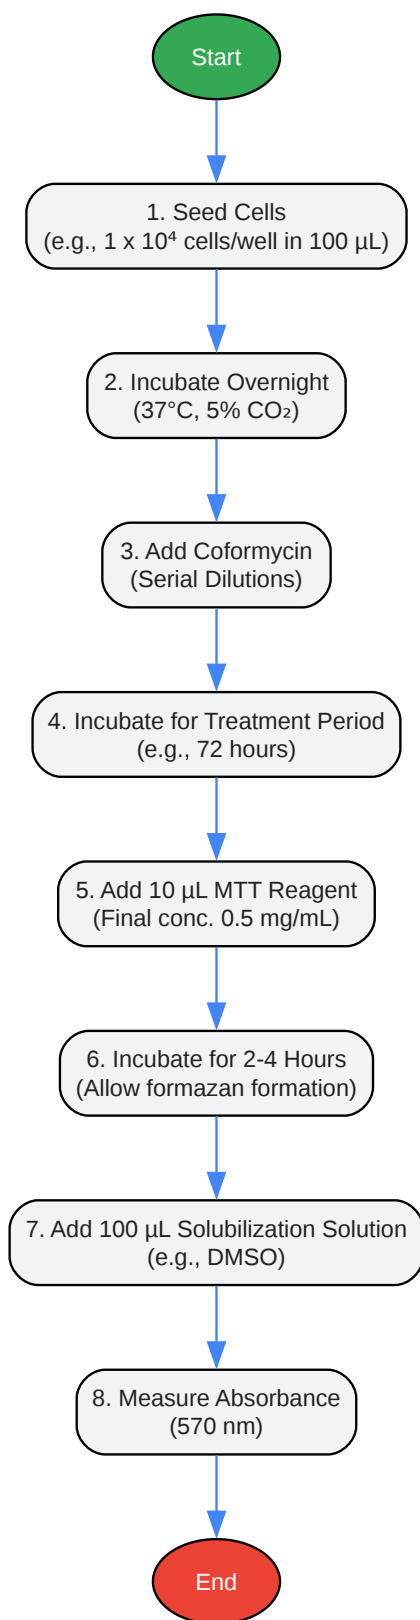 Start
1. Seed Cells
(e.g., 1 x 10⁴ cells/well in 100 µL)
2. Incubate Overnight
(37°C, 5% CO₂)
3. Add Coformycin
(Serial Dilutions)
4. Incubate for Treatment Period
(e.g., 72 hours)
5. Add 10 µL MTT Reagent
(Final conc. 0.5 mg/mL)
6. Incubate for 2-4 Hours
(Allow formazan formation)
7. Add 100 µL Solubilization Solution
(e.g., DMSO)
8. Measure Absorbance
(570 nm)
End